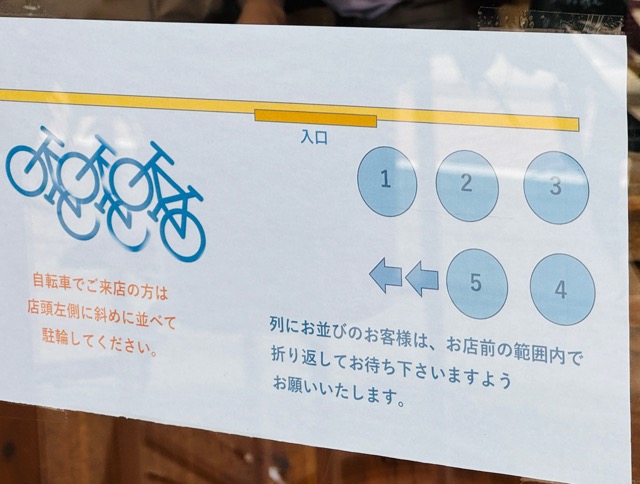 入口
1 2 3
5 4
自転車でご来店の方は
店頭左側に斜めに並べて
駐輪してください。
列にお並びのお客様は、お店前の範囲内で
折り返してお待ち下さいますよう
お願いいたします。